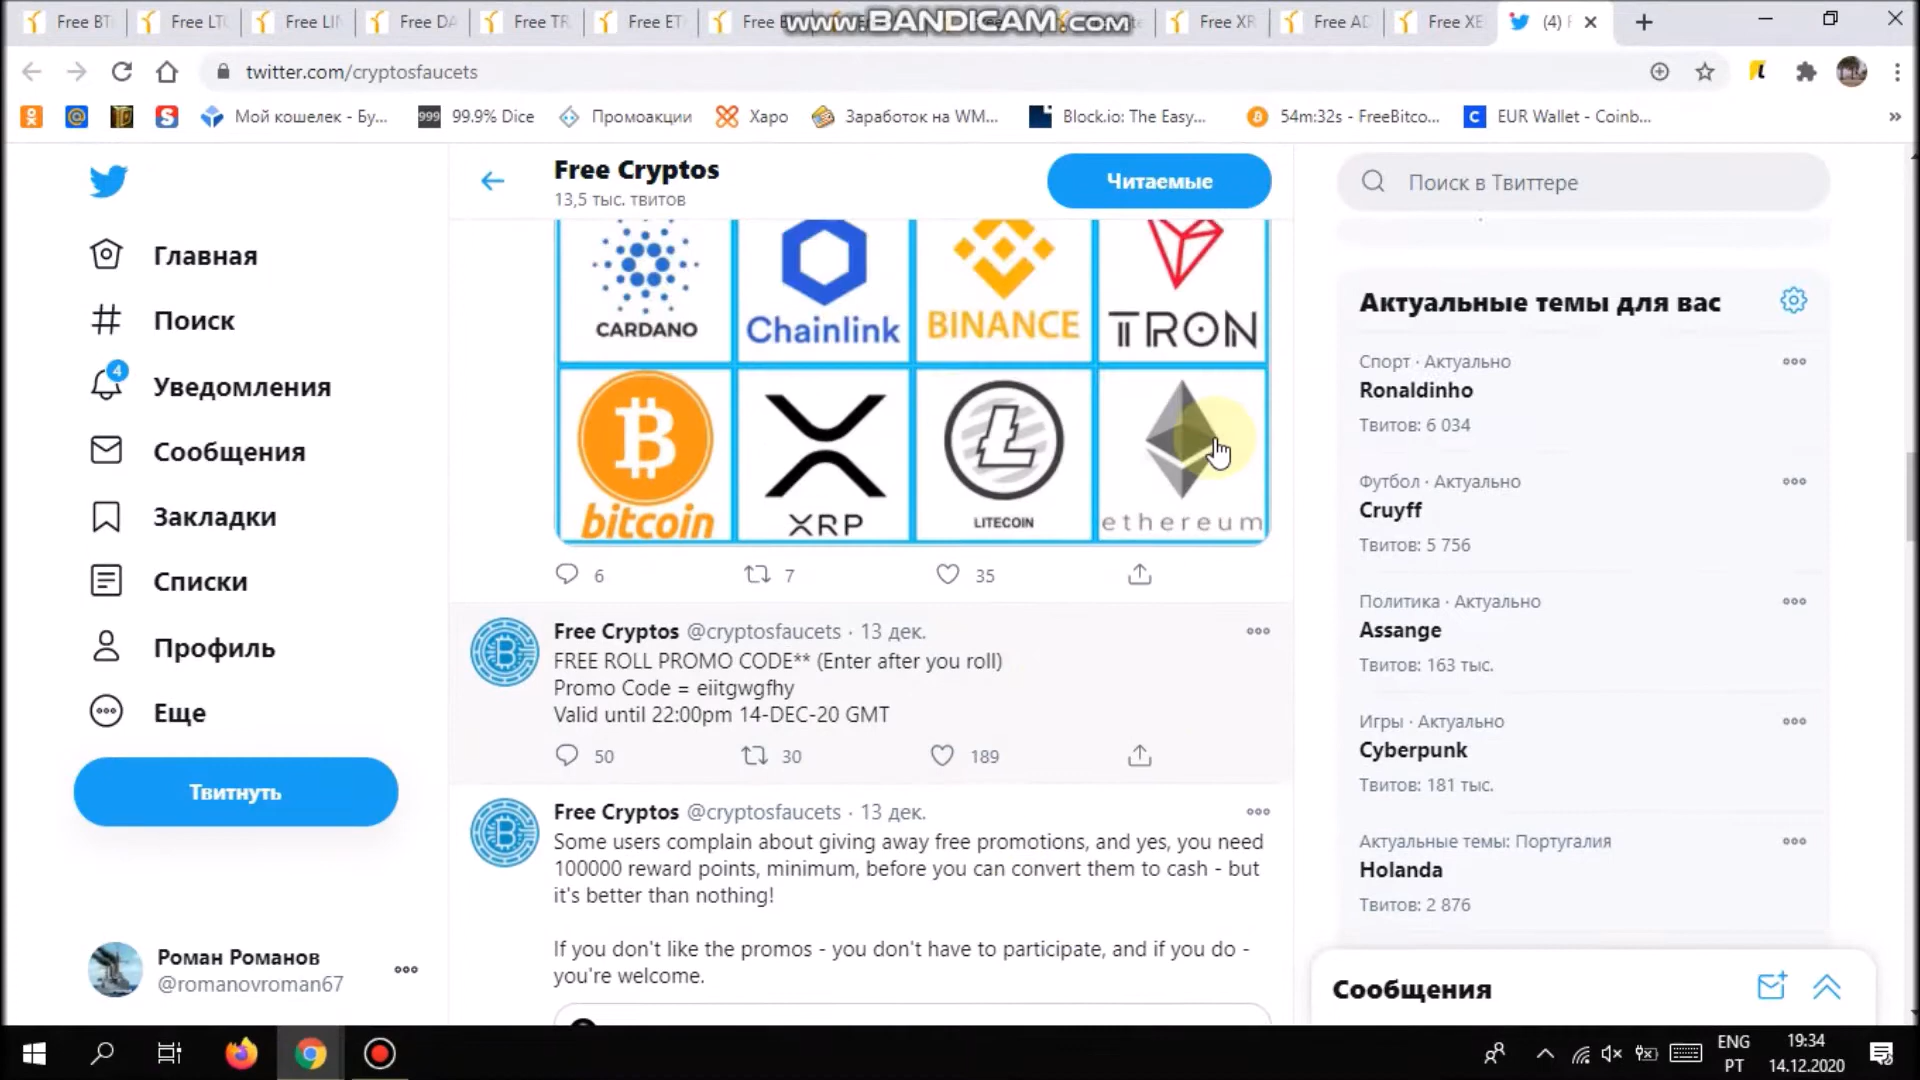 Free BT
Free LT
Free LIN
Free DA
Free TR
Free ET
Free
www.BANDICAM.com
Free XR
Free AD
Free XE
(4)
twitter.com/cryptosfaucets
Мой кошелек - Бу...
999
99.9% Dice
Промоакции
Харо
Заработок на WM...
Block.io: The Easy...
54m:32s - FreeBitco...
EUR Wallet - Coinb...
Free Cryptos
13,5 тыс. твитов
Читаемые
Поиск в Твиттере
Главная
Поиск
4
Уведомления
Сообщения
Закладки
Списки
Профиль
Еще
Твитнуть
Роман Романов
@romanovroman67
CARDANO
Chainlink
BINANCE
TRON
bitcoin
XRP
LITECOIN
ethereum
6
7
35
Free Cryptos @cryptosfaucets · 13 дек.
FREE ROLL PROMO CODE** (Enter after you roll)
Promo Code = eiitgwgfhy
Valid until 22:00pm 14-DEC-20 GMT
50
30
189
Free Cryptos @cryptosfaucets · 13 дек.
Some users complain about giving away free promotions, and yes, you need
100000 reward points, minimum, before you can convert them to cash - but
it's better than nothing!
If you don't like the promos - you don't have to participate, and if you do -
you're welcome.
Актуальные темы для вас
Спорт · Актуально
Ronaldinho
Твитов: 6 034
Футбол · Актуально
Cruyff
Твитов: 5 756
Политика · Актуально
Assange
Твитов: 163 тыс.
Игры · Актуально
Cyberpunk
Твитов: 181 тыс.
Актуальные темы: Португалия
Holanda
Твитов: 2 876
Сообщения
ENG
PT
19:34
14.12.2020